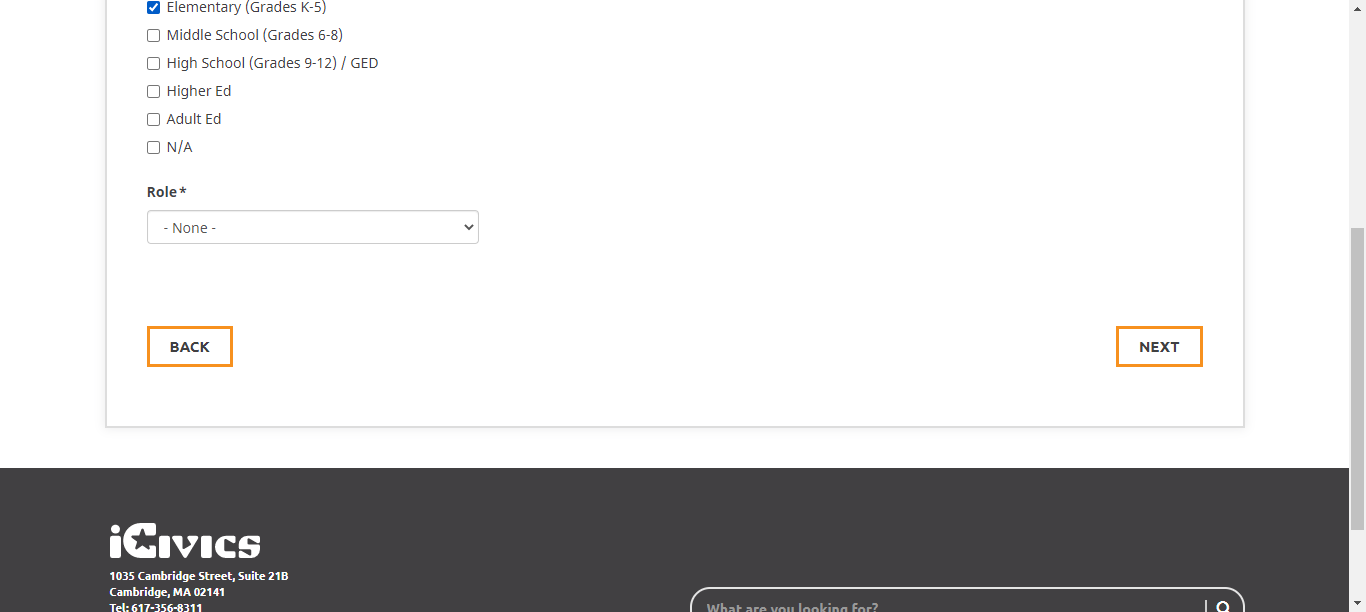 Elementary (Grades K-5)
Middle School (Grades 6-8)
High School (Grades 9-12) / GED
Higher Ed
Adult Ed
N/A
Role*
- None -
BACK
NEXT
iCivics
1035 Cambridge Street, Suite 21B
Cambridge, MA 02141
Tel: 617-356-8311
What are you looking for?